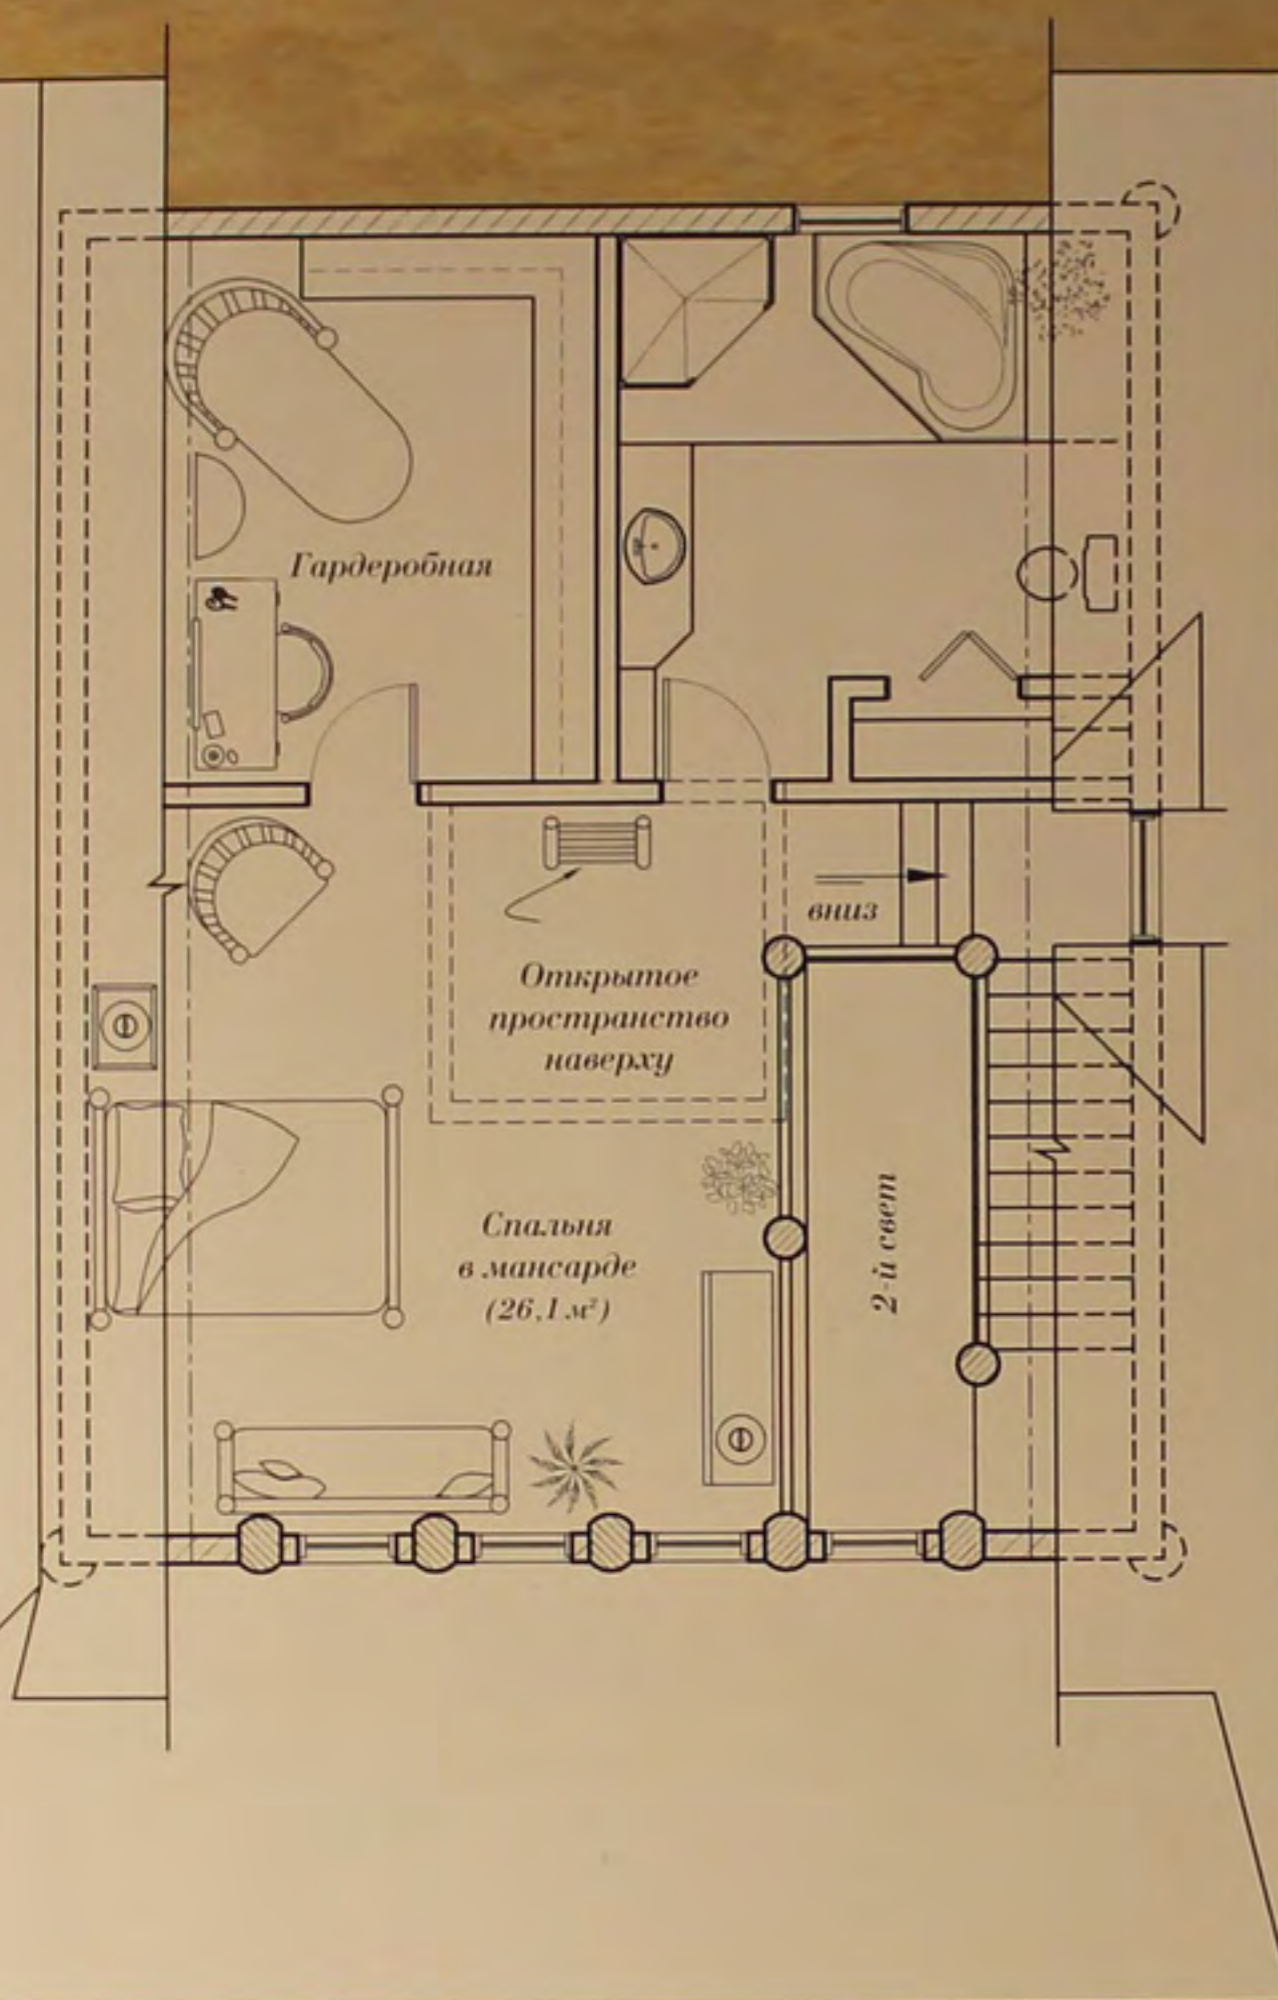 Гардеробная
вниз
Открытое
пространство
наверху
Спальня
в мансарде
(26,1 м²)
2-й свет